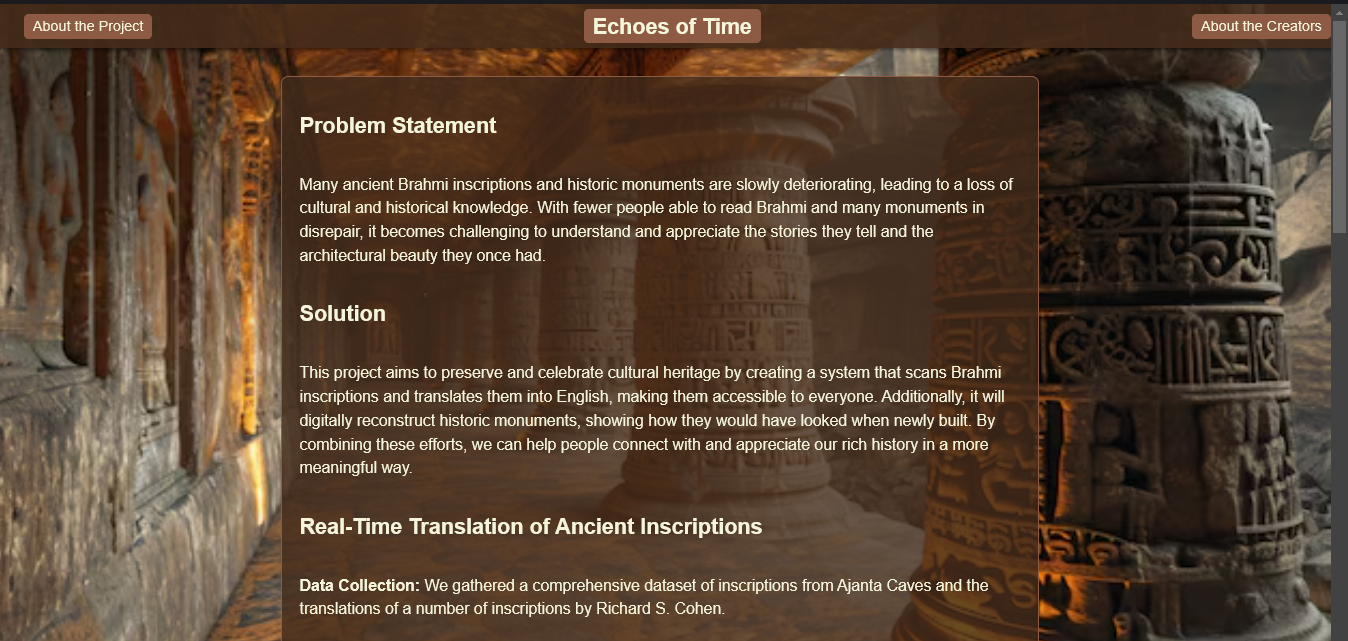 About the Project
Echoes of Time
About the Creators
Problem Statement
Many ancient Brahmi inscriptions and historic monuments are slowly deteriorating, leading to a loss of
cultural and historical knowledge. With fewer people able to read Brahmi and many monuments in
disrepair, it becomes challenging to understand and appreciate the stories they tell and the
architectural beauty they once had.
Solution
This project aims to preserve and celebrate cultural heritage by creating a system that scans Brahmi
inscriptions and translates them into English, making them accessible to everyone. Additionally, it will
digitally reconstruct historic monuments, showing how they would have looked when newly built. By
combining these efforts, we can help people connect with and appreciate our rich history in a more
meaningful way.
Real-Time Translation of Ancient Inscriptions
Data Collection: We gathered a comprehensive dataset of inscriptions from Ajanta Caves and the
translations of a number of inscriptions by Richard S. Cohen.